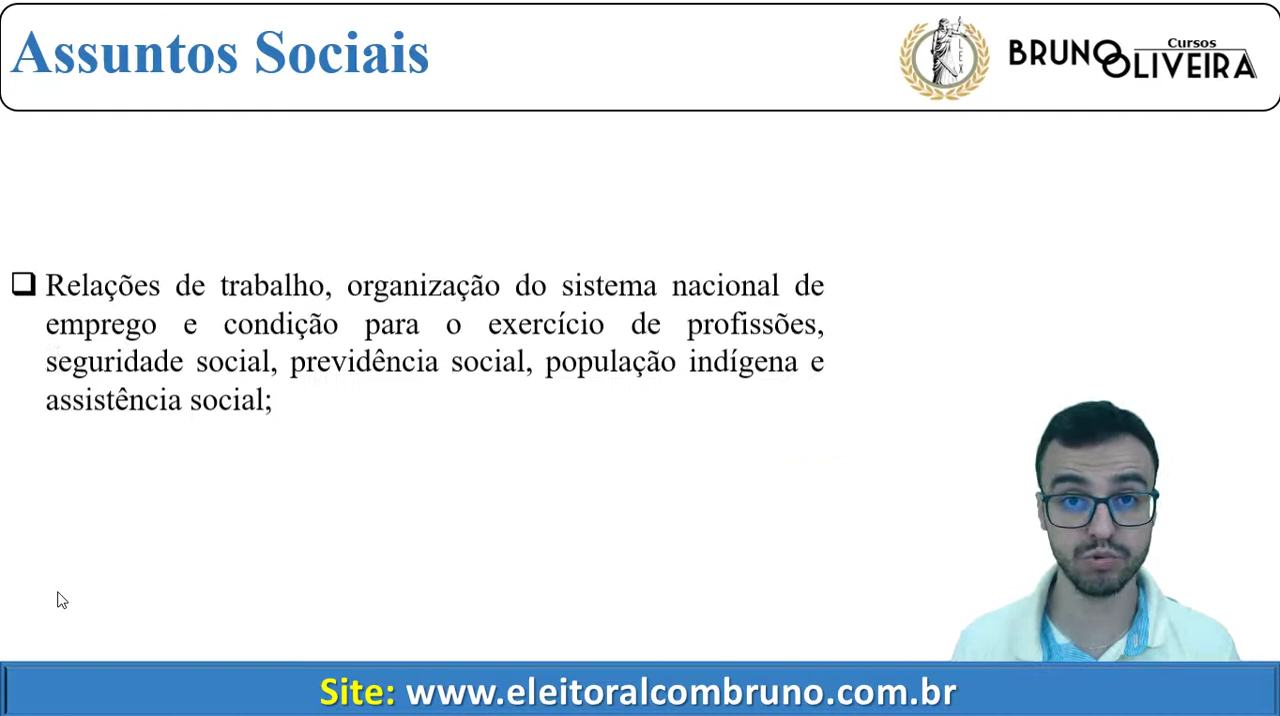 Assuntos Sociais
LEX
Cursos
BRUNO
OLIVEIRA
Relações de trabalho, organização do sistema nacional de
emprego e condição para o exercício de profissões,
seguridade social, previdência social, população indígena e
assistência social;
Site: www.eleitoralcombruno.com.br